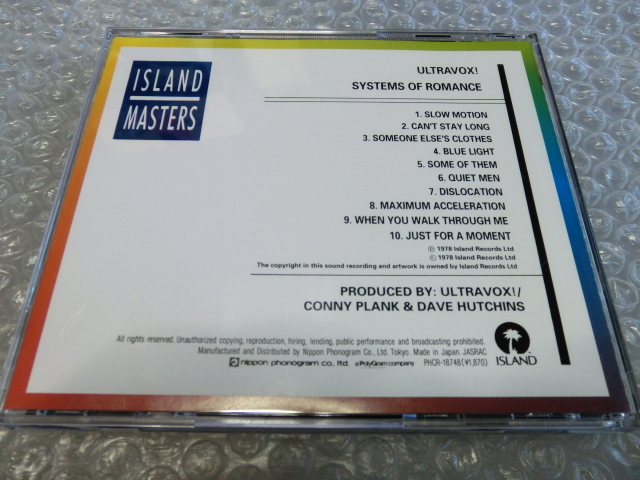 ISLAND
MASTERS
ULTRAVOX!
SYSTEMS OF ROMANCE
1. SLOW MOTION
2. CAN'T STAY LONG
3. SOMEONE ELSE'S CLOTHES
4. BLUE LIGHT
5. SOME OF THEM
6. QUIET MEN
7. DISLOCATION
8. MAXIMUM ACCELERATION
9. WHEN YOU WALK THROUGH ME
10. JUST FOR A MOMENT
℗ 1978 Island Records Ltd
© 1978 Island Records Ltd
The copyright in this sound recording and artwork is owned by Island Records Ltd
PRODUCED BY: ULTRAVOX!/
CONNY PLANK & DAVE HUTCHINS
All rights reserved. Unauthorized copying, reproduction, hiring, lending, public performance and broadcasting prohibited.
Manufactured and Distributed by Nippon Phonogram Co., Ltd. Tokyo. Made in Japan. JASRAC
nippon phonogram co., ltd. a PolyGram company PHCR-18748(¥1,870)
ISLAND